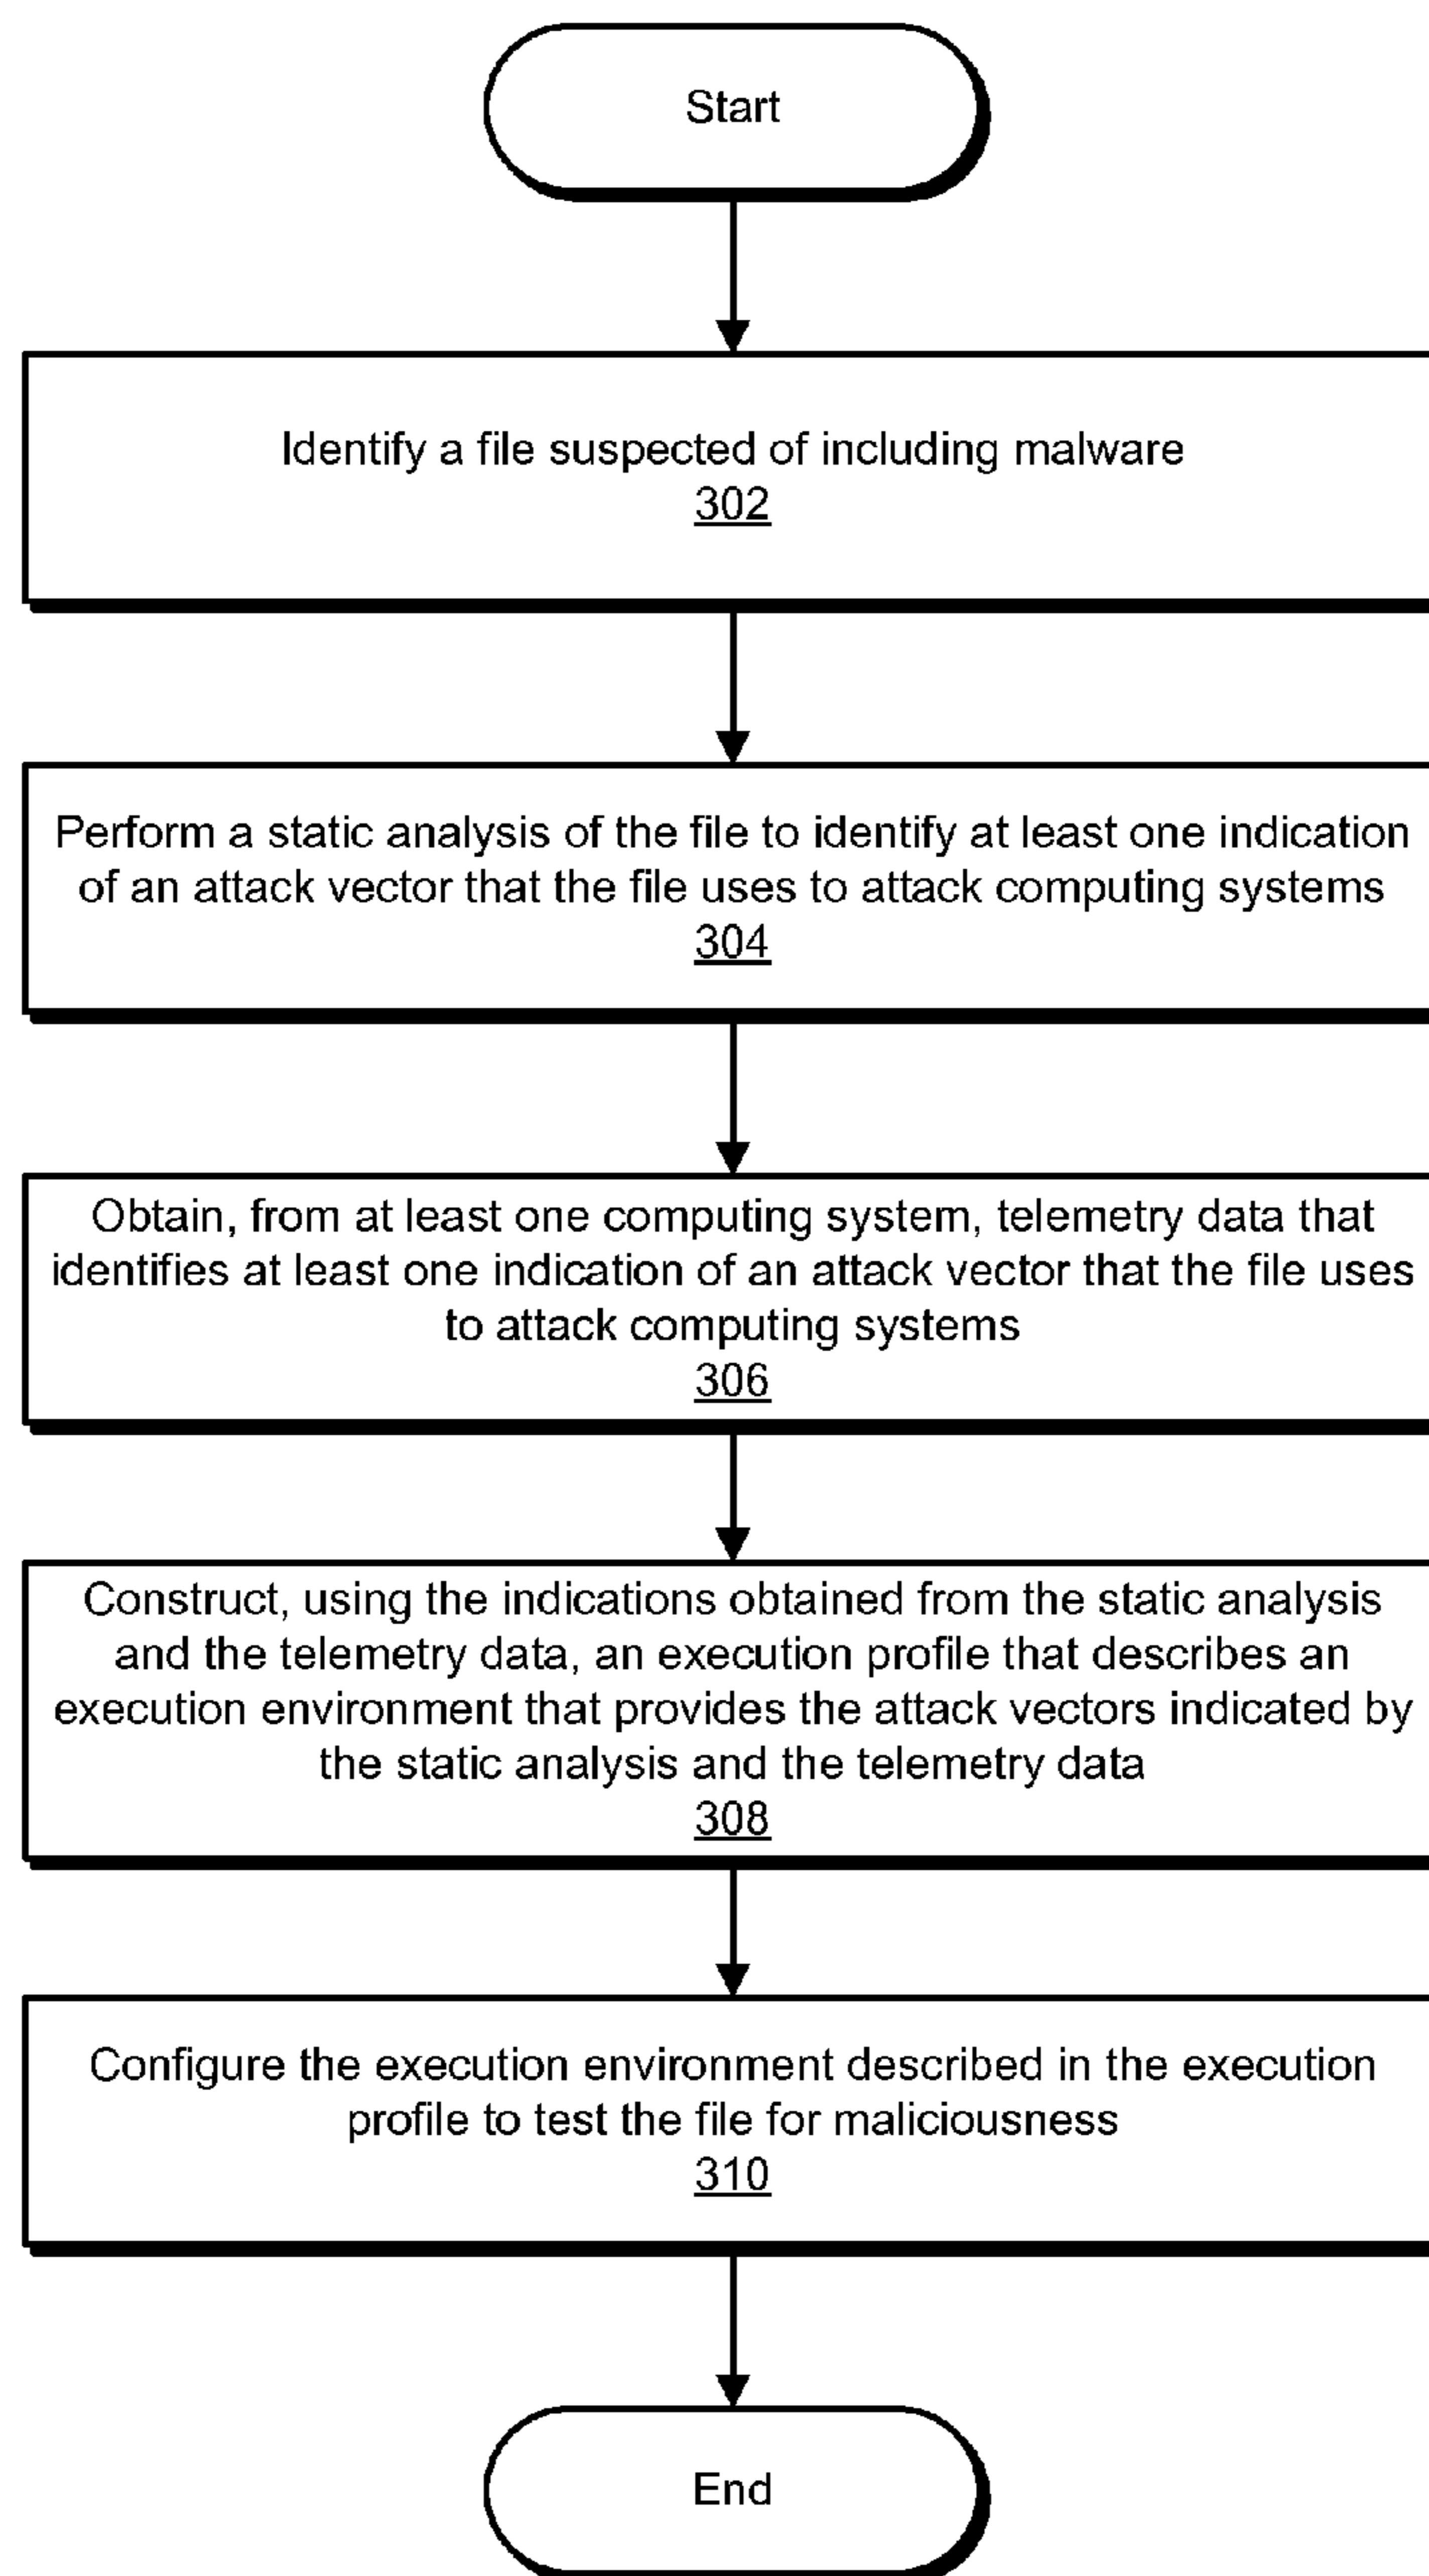 Start
Identify a file suspected of including malware
302
Perform a static analysis of the file to identify at least one indication
of an attack vector that the file uses to attack computing systems
304
Obtain, from at least one computing system, telemetry data that
identifies at least one indication of an attack vector that the file uses
to attack computing systems
306
Construct, using the indications obtained from the static analysis
and the telemetry data, an execution profile that describes an
execution environment that provides the attack vectors indicated by
the static analysis and the telemetry data
308
Configure the execution environment described in the execution
profile to test the file for maliciousness
310
End